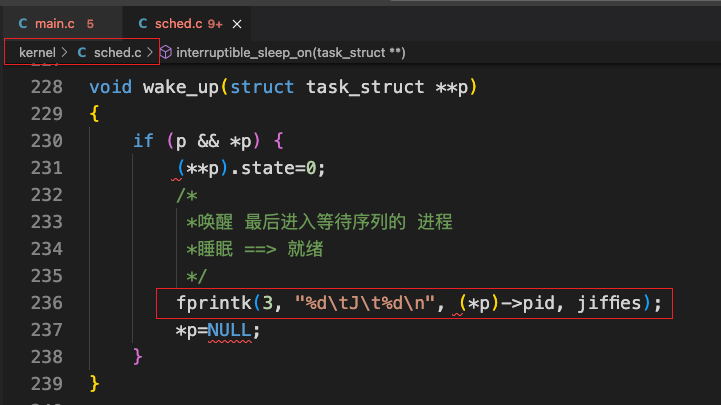 main.c 5 sched.c 9+ ×
kernel > C sched.c > interruptible_sleep_on(task_struct **)
228 void wake_up(struct task_struct **p)
229 {
230 if (p && *p) {
231 (**p).state=0;
232 /*
233 *唤醒 最后进入等待序列的 进程
234 *睡眠 ==> 就绪
235 */
236 fprintk(3, "%d\tJ\t%d\n", (*p)->pid, jiffies);
237 *p=NULL;
238 }
239 }